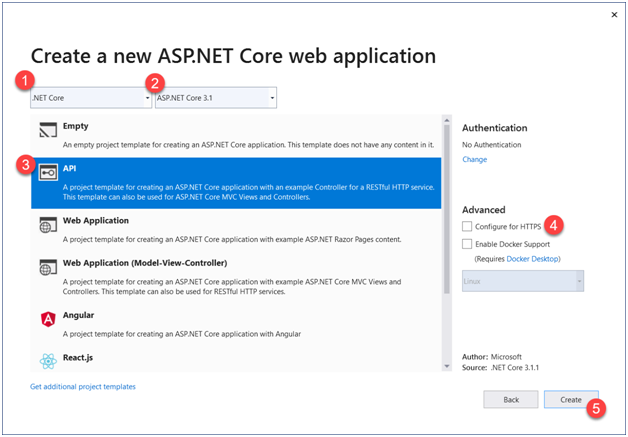 Create a new ASP.NET Core web application
1
2
.NET Core
ASP.NET Core 3.1
Empty
An empty project template for creating an ASP.NET Core application. This template does not have any content in it.
3
API
A project template for creating an ASP.NET Core application with an example Controller for a RESTful HTTP service.
This template can also be used for ASP.NET Core MVC Views and Controllers.
Web Application
A project template for creating an ASP.NET Core application with example ASP.NET Razor Pages content.
Web Application (Model-View-Controller)
A project template for creating an ASP.NET Core application with example ASP.NET Core MVC Views and
Controllers. This template can also be used for RESTful HTTP services.
Angular
A project template for creating an ASP.NET Core application with Angular
React.js
Get additional project templates
Authentication
No Authentication
Change
Advanced
Configure for HTTPS
4
Enable Docker Support
(Requires Docker Desktop)
Linux
Author: Microsoft
Source: .NET Core 3.1.1
Back
Create
5